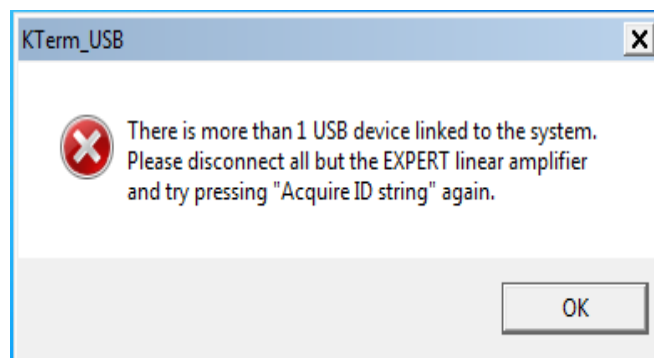 KTerm_USB
There is more than 1 USB device linked to the system.
Please disconnect all but the EXPERT linear amplifier
and try pressing "Acquire ID string" again.
OK